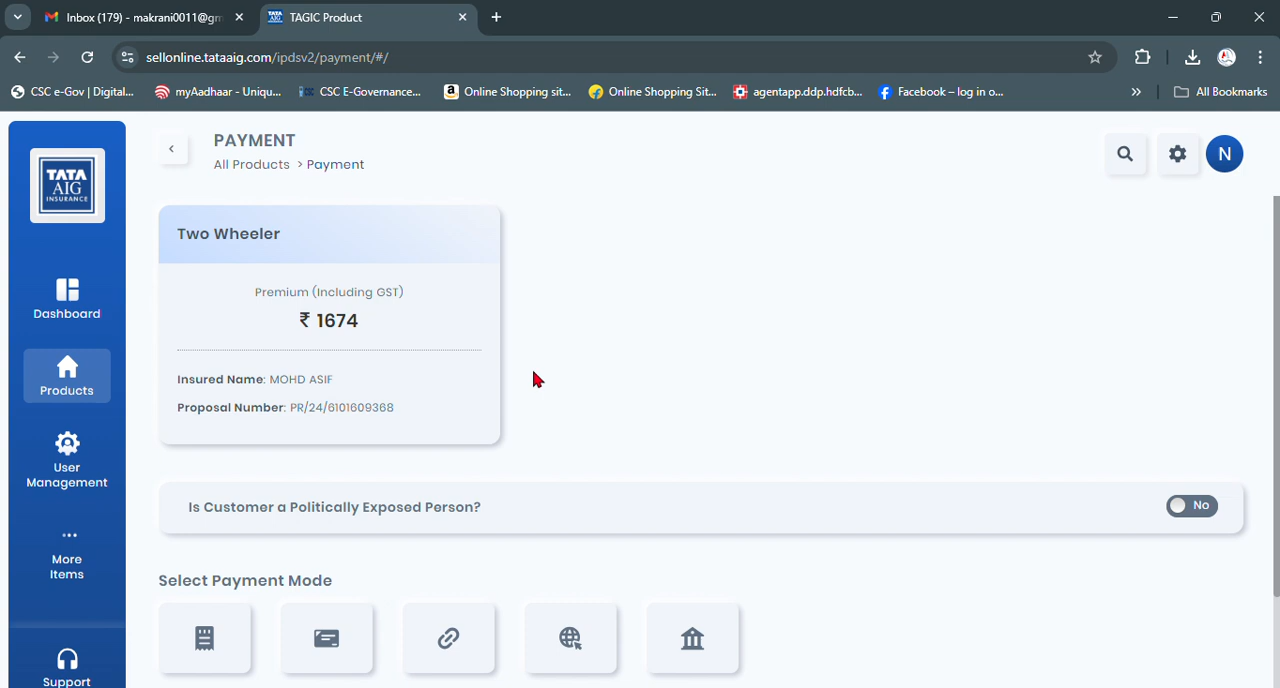 Inbox (179) - makrani0011@gm
TAGIC Product
sellonline.tataaig.com/ipdsv2/payment/#/
CSC e-Gov | Digital...
myAadhaar - Uniqu...
CSC E-Governance...
Online Shopping sit...
Online Shopping Sit...
agentapp.ddp.hdfcb...
Facebook – log in o...
»
All Bookmarks
TATA
AIG
INSURANCE
PAYMENT
All Products > Payment
N
Dashboard
Products
User
Management
More
Items
Support
Two Wheeler
Premium (Including GST)
₹ 1674
Insured Name: MOHD ASIF
Proposal Number: PR/24/6101609368
Is Customer a Politically Exposed Person?
No
Select Payment Mode